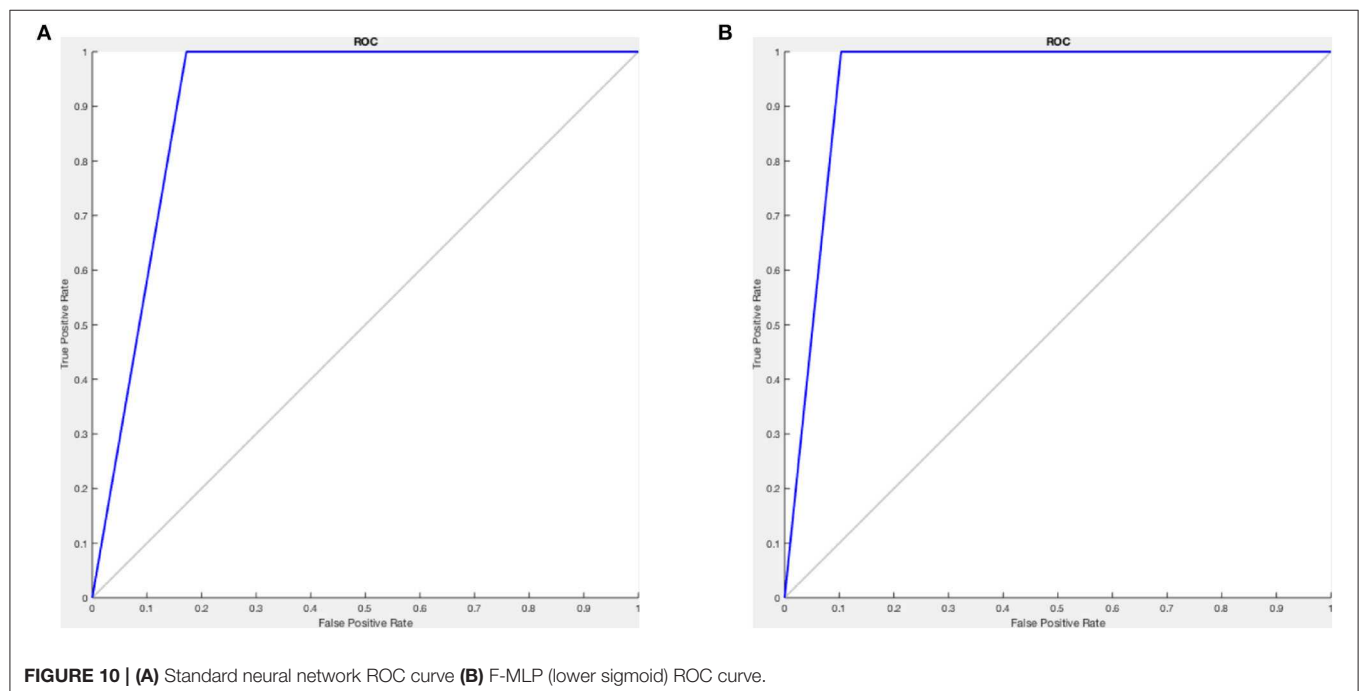 A
ROC
1
0.9
0.8
0.7
0.6
0.5
0.4
0.3
0.2
0.1
0
True Positive Rate
0 0.1 0.2 0.3 0.4 0.5 0.6 0.7 0.8 0.9 1
False Positive Rate
B
ROC
1
0.9
0.8
0.7
0.6
0.5
0.4
0.3
0.2
0.1
0
True Positive Rate
0 0.1 0.2 0.3 0.4 0.5 0.6 0.7 0.8 0.9 1
False Positive Rate
FIGURE 10 | (A) Standard neural network ROC curve (B) F-MLP (lower sigmoid) ROC curve.